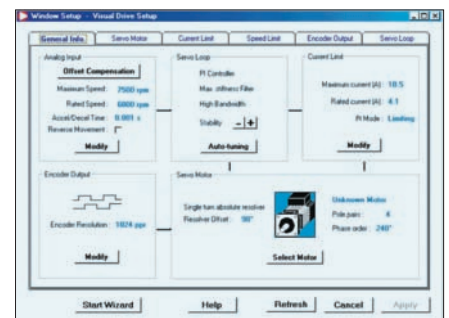 Window Setup - Visual Drive Setup
General Info. Servo Motor Current Limit Speed Limit Encoder Output Servo Loop
Analog Input
Offset Compensation
Maximum Speed: 7500 rpm
Rated Speed: 6000 rpm
Accel/Decel Time: 0.001 s
Reverse Movement:
Modify
Servo Loop
PI Controller
Max. stiffness Filter
High Bandwidth
Stability - +
Auto-tuning
Current Limit
Maximum current (A): 10.5
Rated current (A): 4.1
Mode: Limiting
Modify
Encoder Output
Encoder Resolution: 1024 ppr
Modify
Servo Motor
Single turn absolute resolver
Resolver Offset: 90°
Unknown Motor
Pole pairs: 4
Phase order: 240°
Select Motor
Start Wizard Help Refresh Cancel Apply